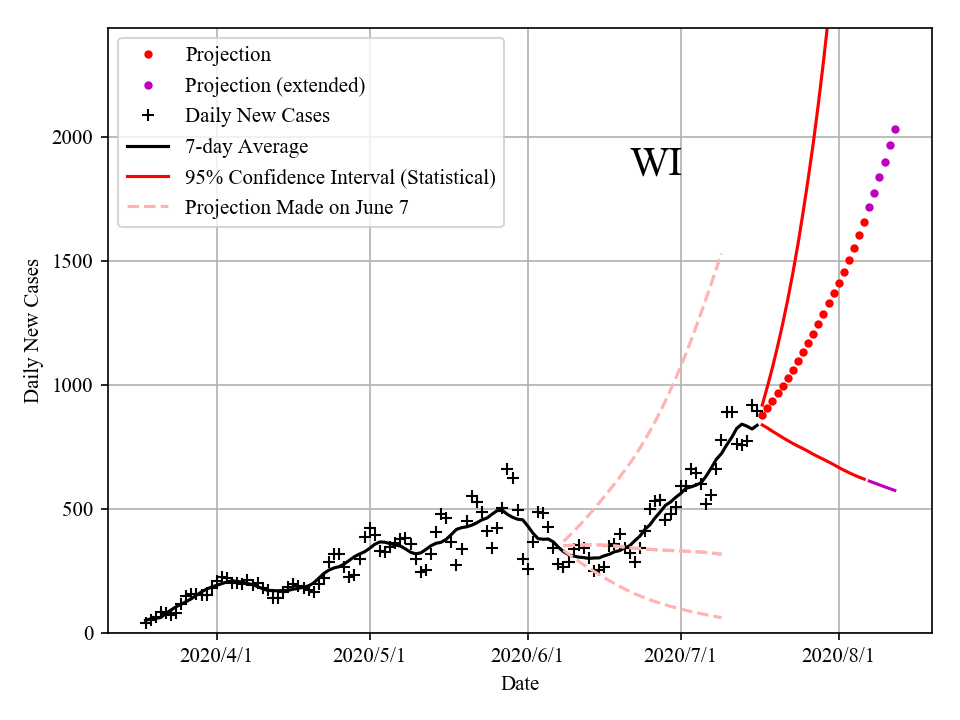 Projection
Projection (extended)
Daily New Cases
7-day Average
95% Confidence Interval (Statistical)
Projection Made on June 7
WI
2000
1500
1000
500
0
Daily New Cases
2020/4/1 2020/5/1 2020/6/1 2020/7/1 2020/8/1
Date